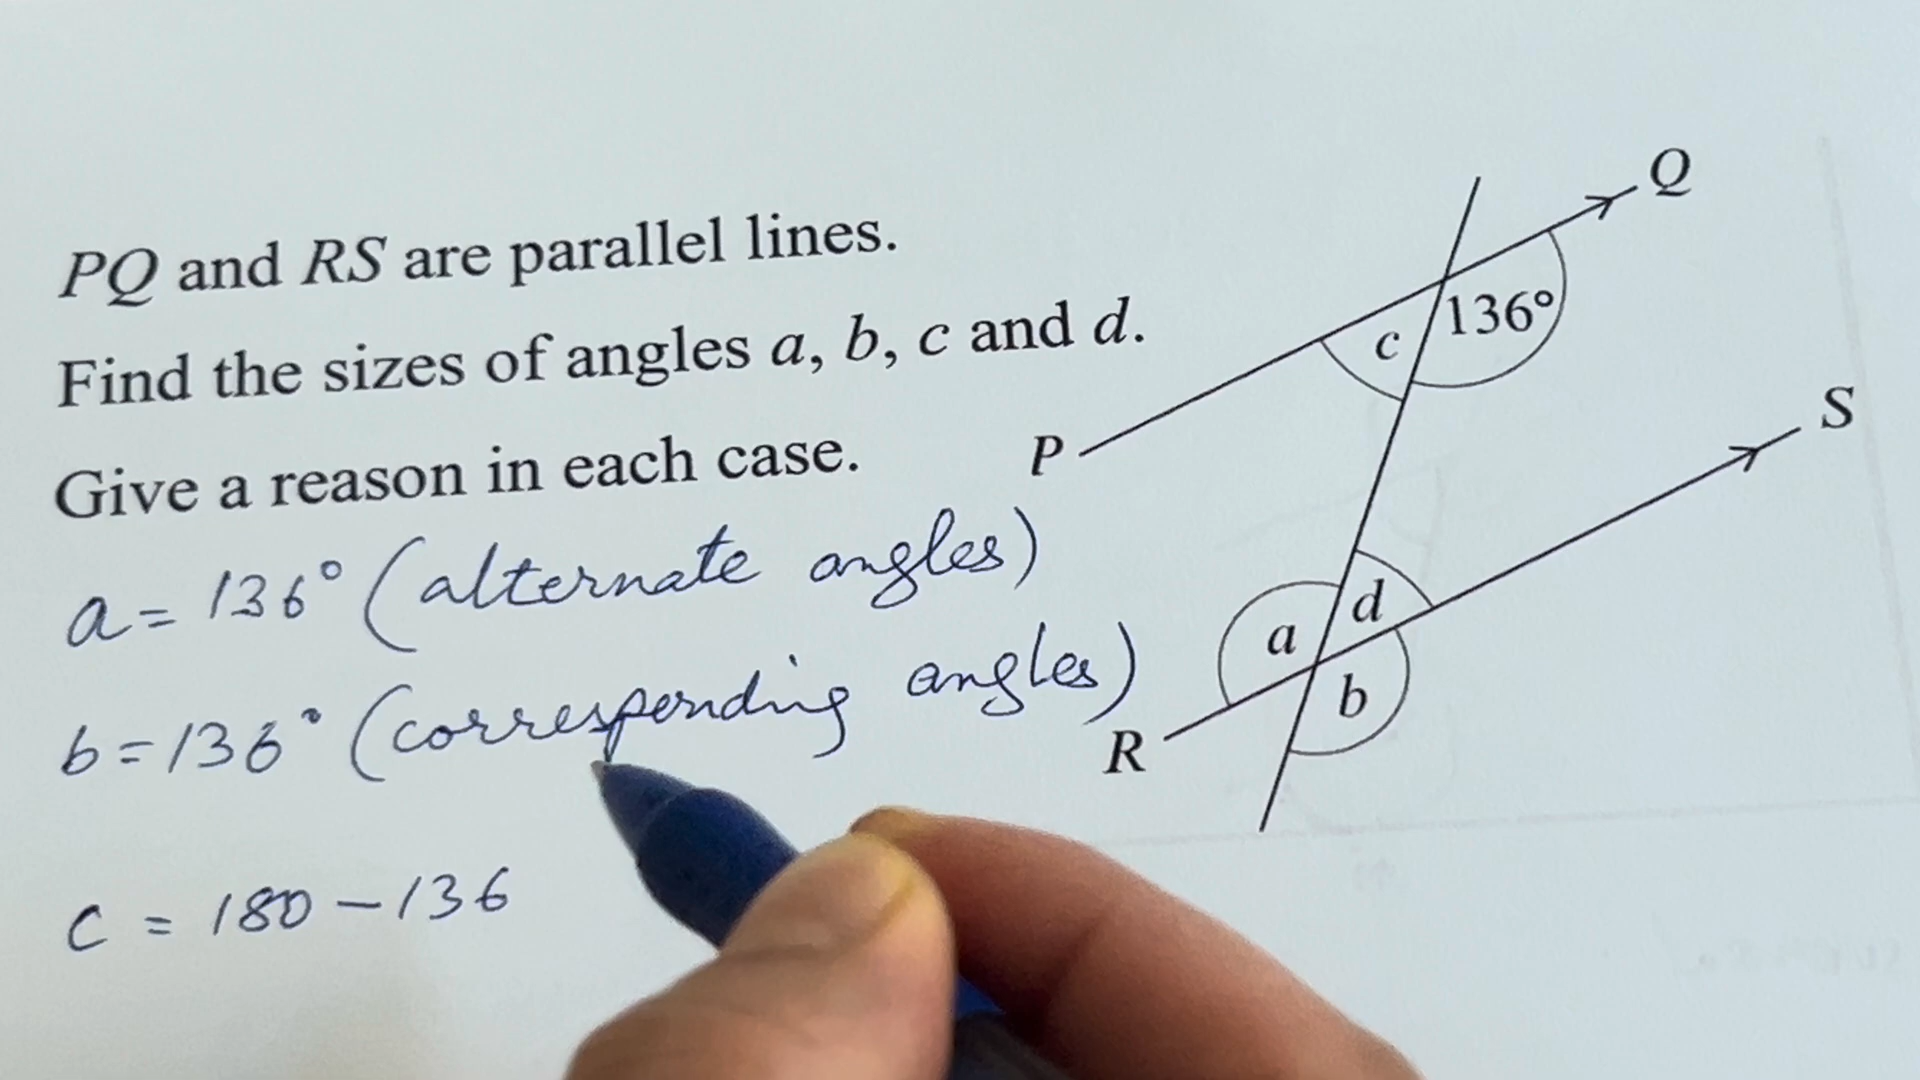 PQ and RS are parallel lines.
Find the sizes of angles a, b, c and d.
Give a reason in each case.
a = 136° (alternate angles)
b = 136° (corresponding angles)
c = 180 - 136
Q
136°
c
S
P
d
a
b
R